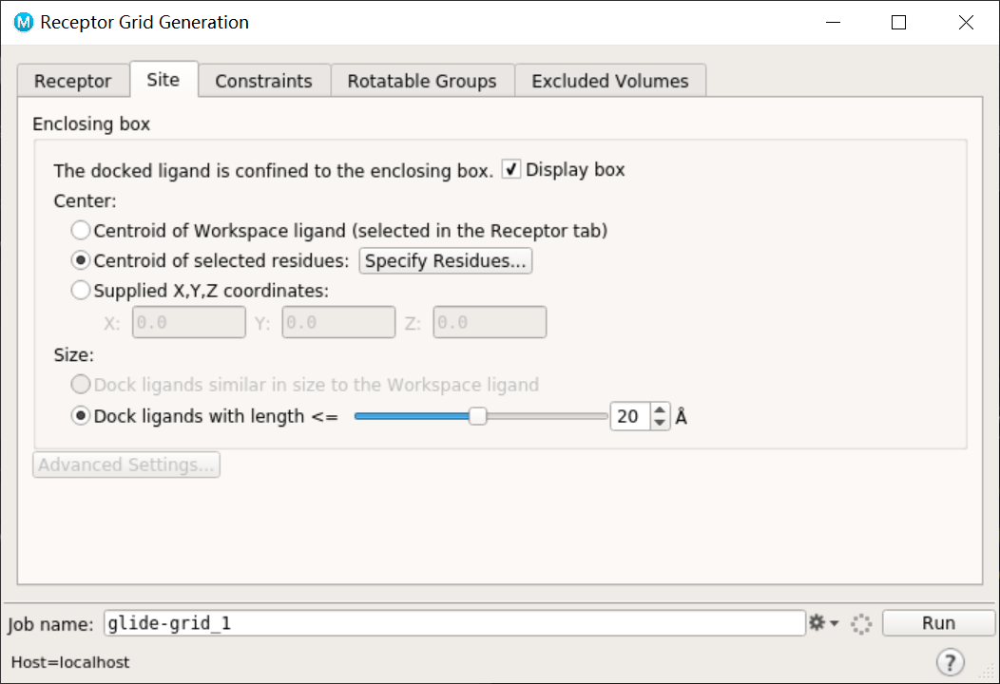 M Receptor Grid Generation
Receptor Site Constraints Rotatable Groups Excluded Volumes
Enclosing box
The docked ligand is confined to the enclosing box. Display box
Center:
Centroid of Workspace ligand (selected in the Receptor tab)
Centroid of selected residues: Specify Residues...
Supplied X,Y,Z coordinates:
X: 0.0 Y: 0.0 Z: 0.0
Size:
Dock ligands similar in size to the Workspace ligand
Dock ligands with length <= 20 Å
Advanced Settings...
Job name: glide-grid_1 Run
Host=localhost ?